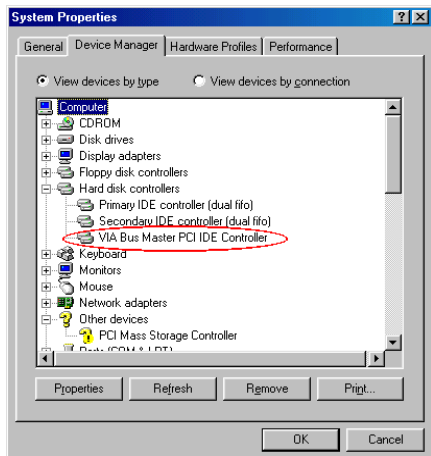 System Properties
General Device Manager Hardware Profiles Performance
View devices by type View devices by connection
Computer
CDROM
Disk drives
Display adapters
Floppy disk controllers
Hard disk controllers
Primary IDE controller (dual fifo)
Secondary IDE controller (dual fifo)
VIA Bus Master PCI IDE Controller
Keyboard
Monitors
Mouse
Network adapters
Other devices
PCI Mass Storage Controller
Ports (COM & LPT)
Properties Refresh Remove Print...
OK Cancel